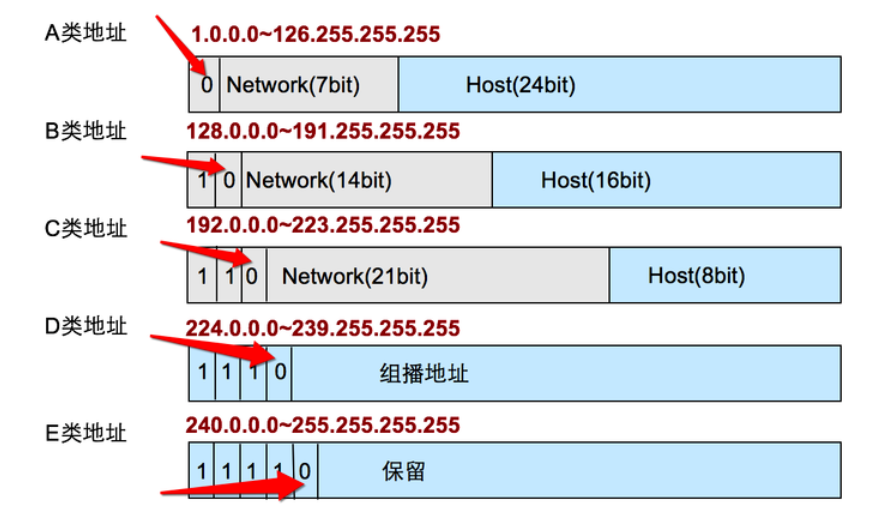 A类地址 1.0.0.0~126.255.255.255
0 Network(7bit) Host(24bit)
B类地址 128.0.0.0~191.255.255.255
1 0 Network(14bit) Host(16bit)
C类地址 192.0.0.0~223.255.255.255
1 1 0 Network(21bit) Host(8bit)
D类地址 224.0.0.0~239.255.255.255
1 1 1 0 组播地址
E类地址 240.0.0.0~255.255.255.255
1 1 1 1 0 保留